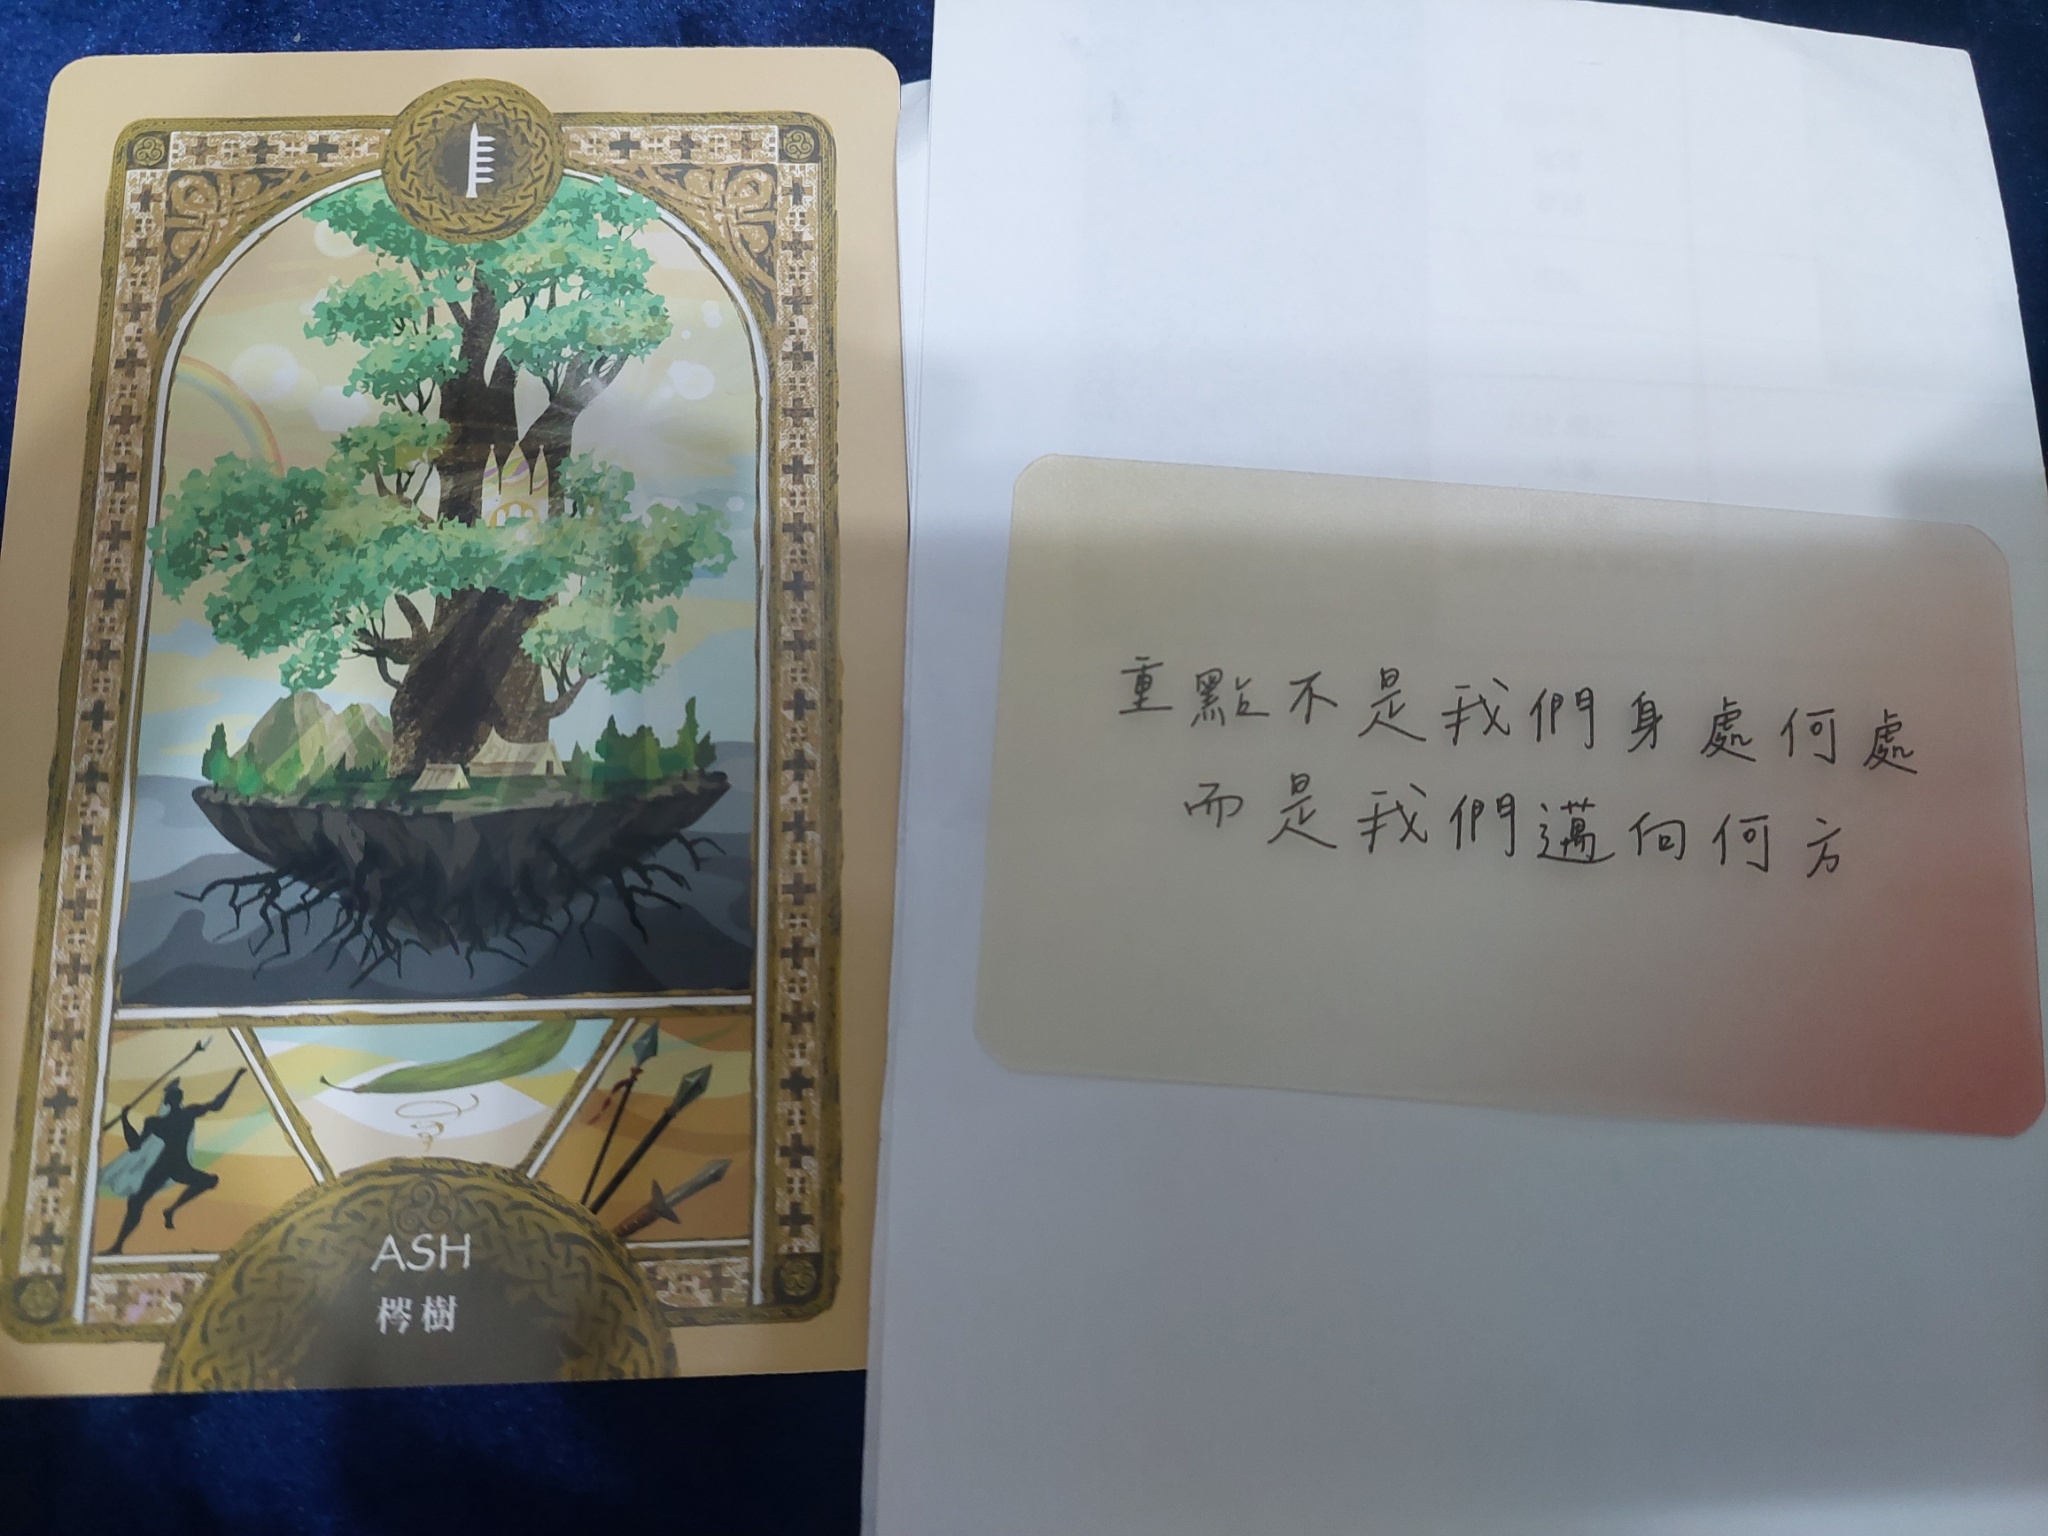 ASH
梣樹
重點不是我們身處何處
而是我們邁向何方